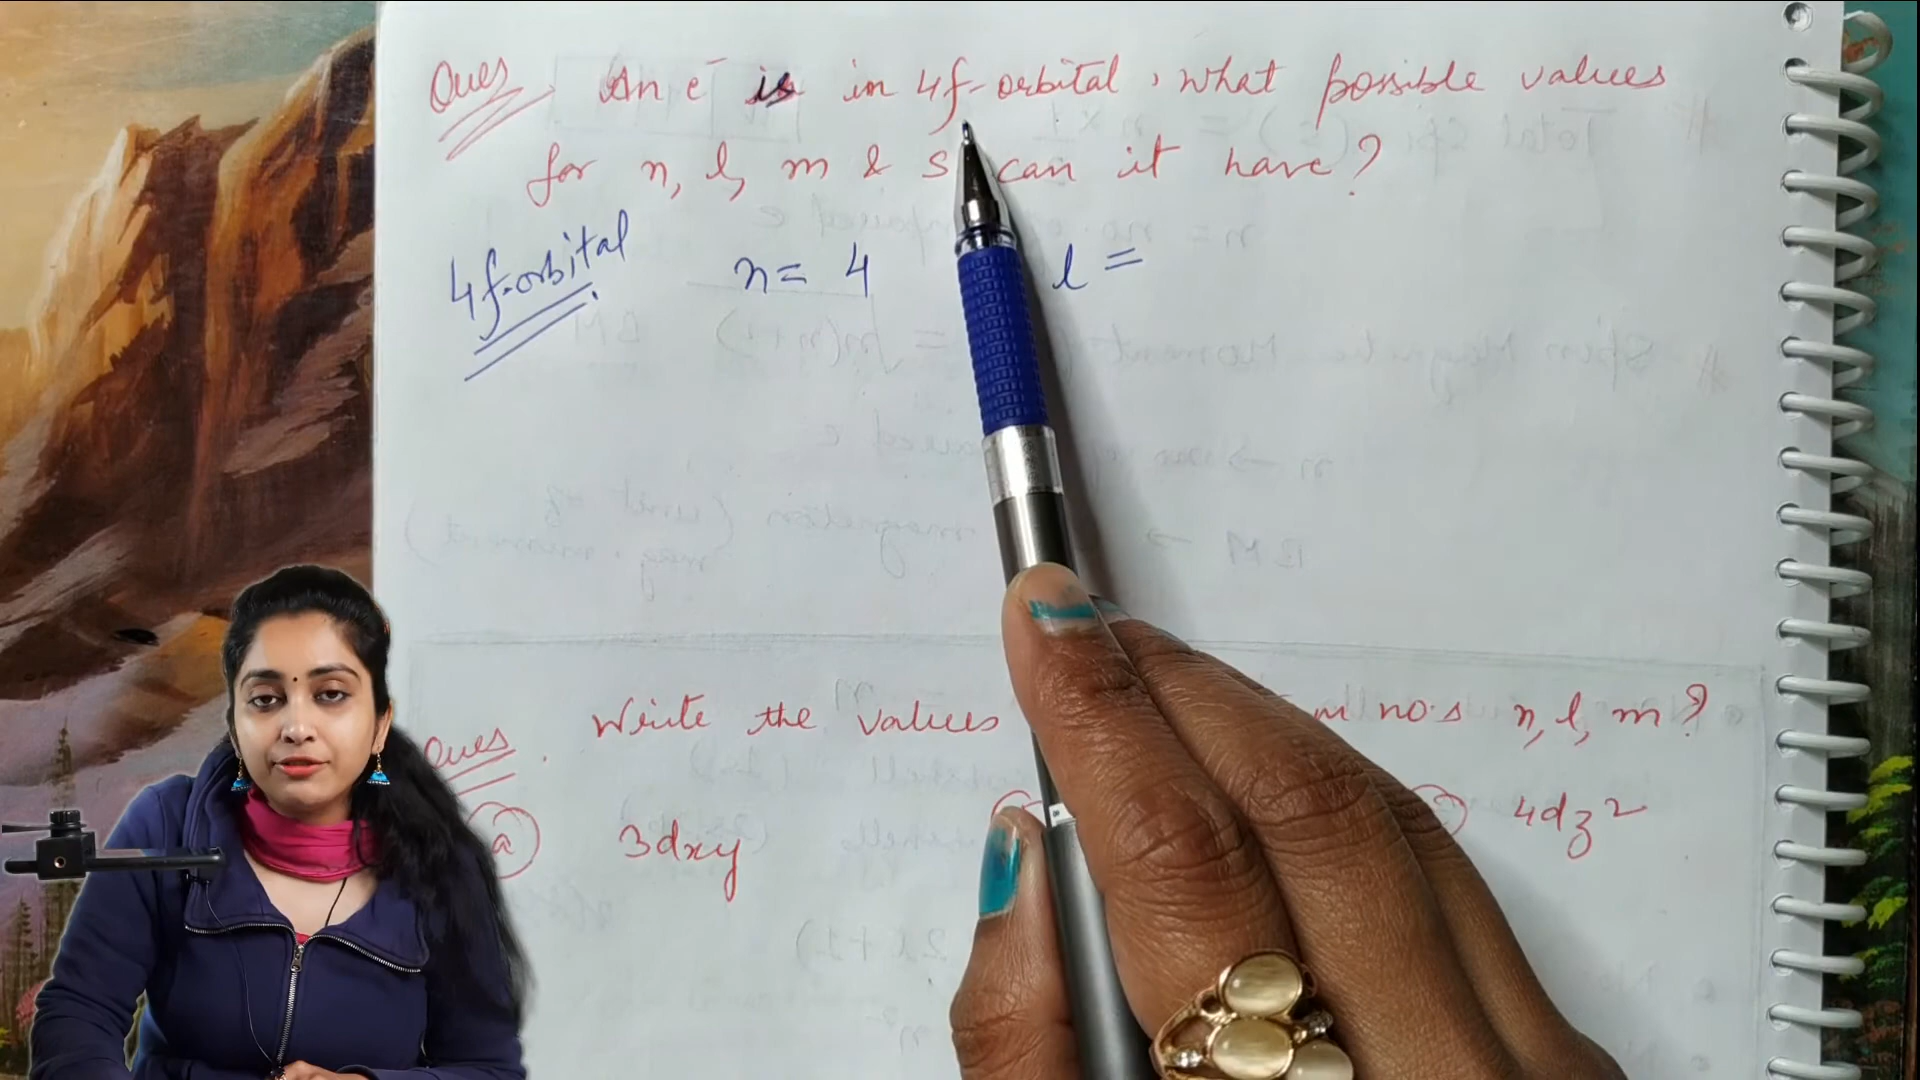 Ques. An e⁻ is in 4f-orbital, what possible values
for n, l, m & s can it have?
4f-orbital n = 4 l =
Ques. Write the values m no.s n, l, m?
a 3dxy 4dz²